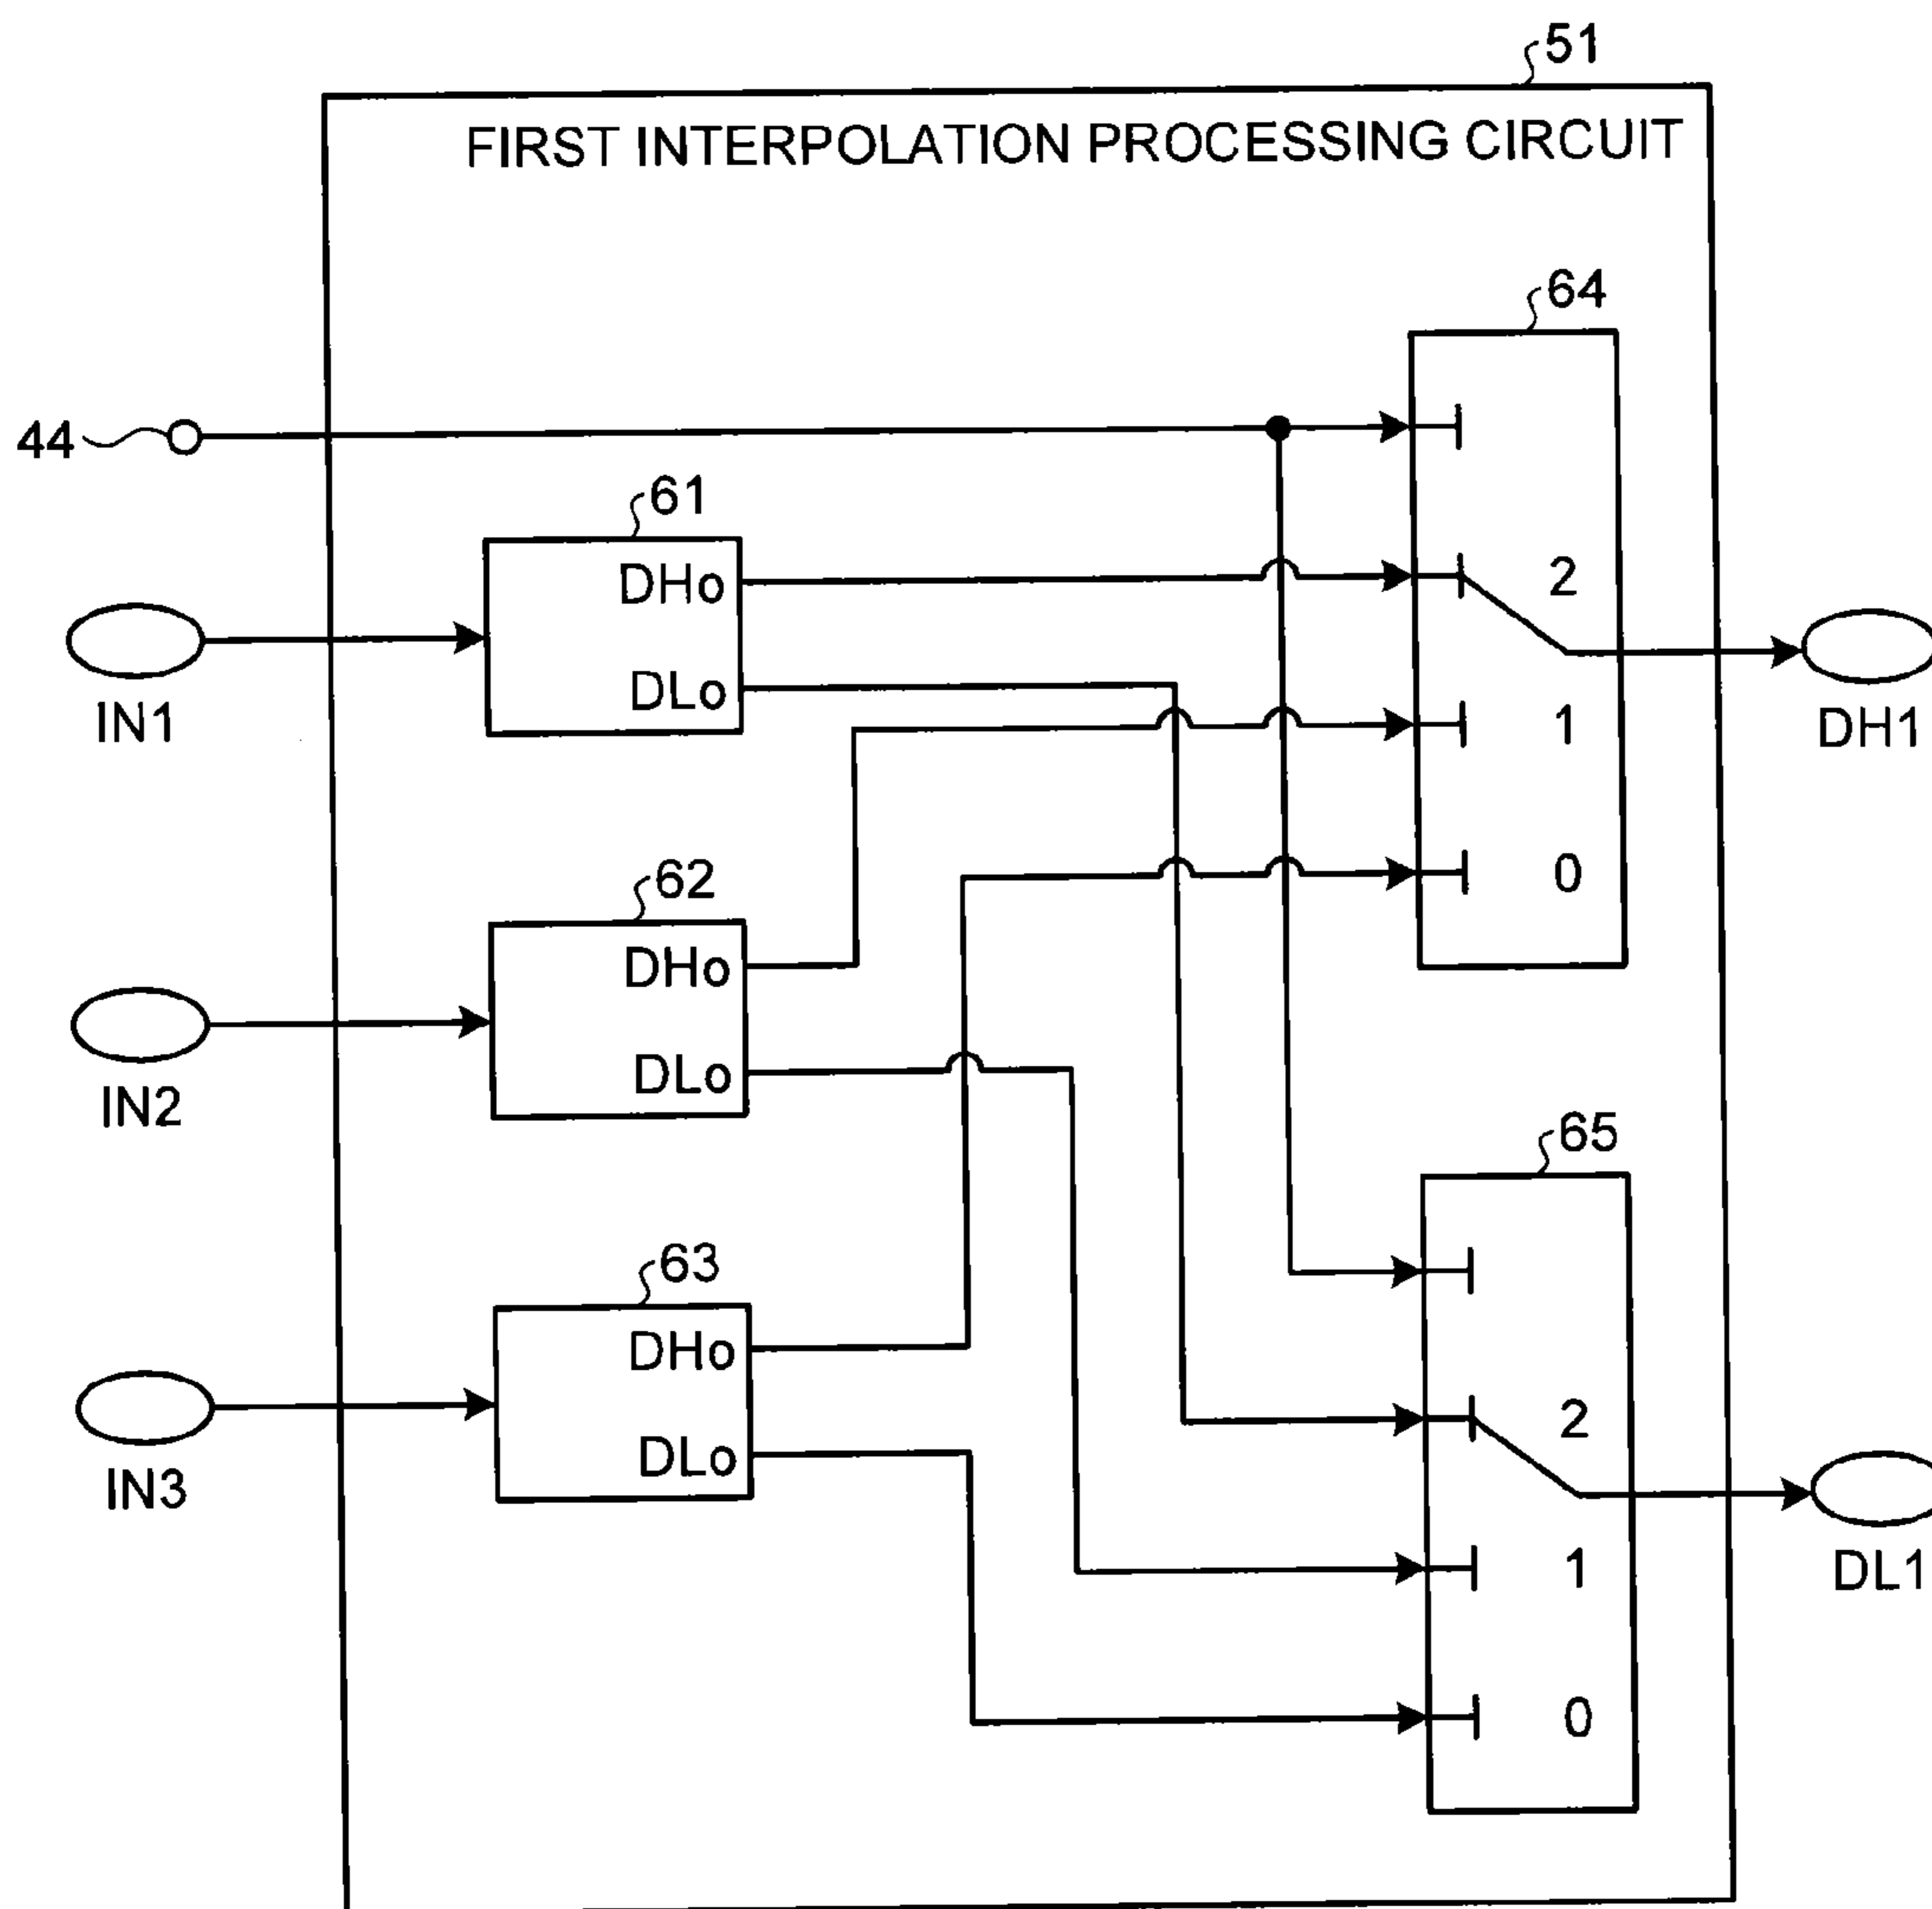 51
FIRST INTERPOLATION PROCESSING CIRCUIT
64
44
61
DHo
2
DLo
IN1
1
DH1
62
0
DHo
DLo
IN2
65
63
DHo
2
DLo
IN3
1
DL1
0